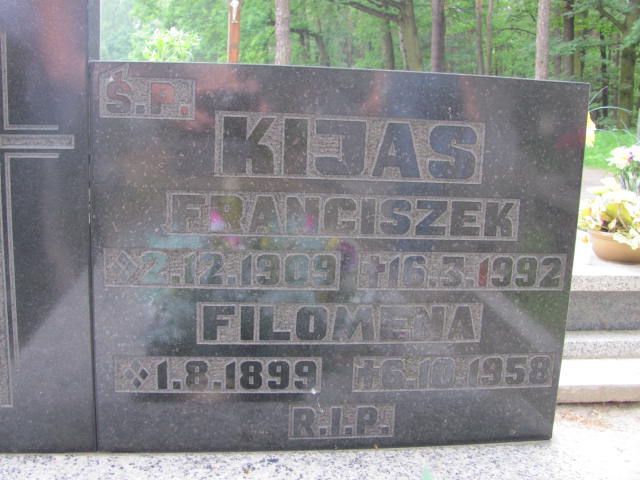 Ś.P.
KIJAS
FRANCISZEK
2.12.1909 †16.3.1992
FILOMENA
1.8.1899 †6.10.1958
R.I.P.